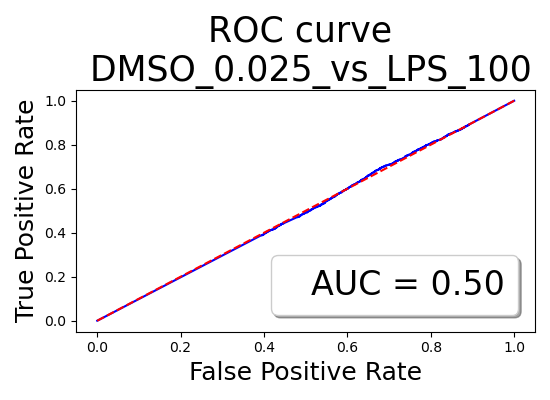 ROC curve
DMSO_0.025_vs_LPS_100
True Positive Rate
1.0
0.8
0.6
0.4
0.2
0.0
AUC = 0.50
0.0 0.2 0.4 0.6 0.8 1.0
False Positive Rate